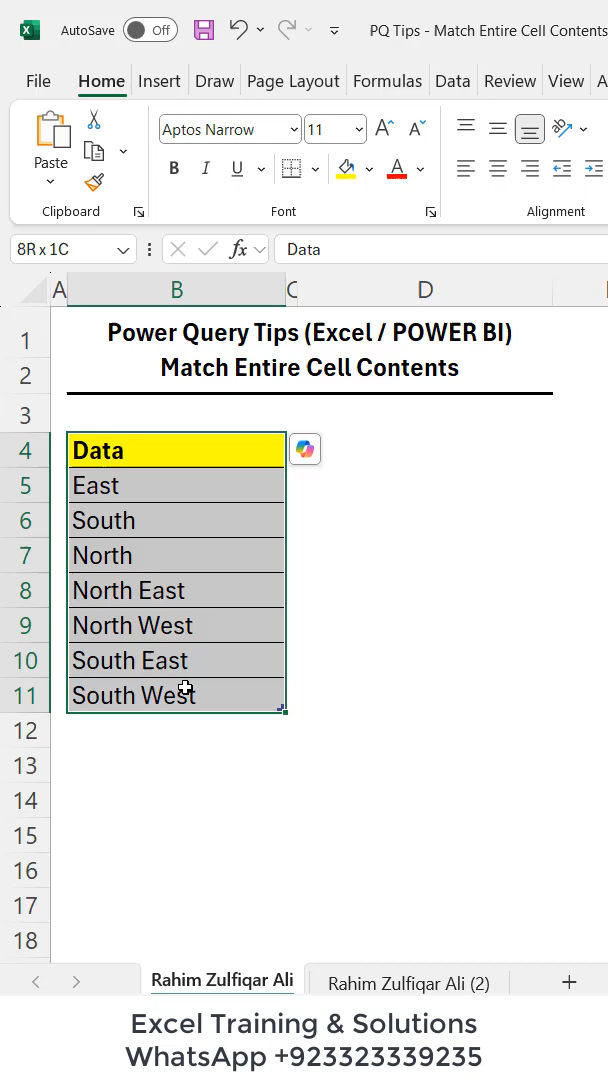 AutoSave Off PQ Tips - Match Entire Cell Contents
File Home Insert Draw Page Layout Formulas Data Review View A
Paste Aptos Narrow 11 A A
B I U A
Clipboard Font Alignment
8R x 1C fx Data
A B C D
1 Power Query Tips (Excel / POWER BI)
2 Match Entire Cell Contents
3
4 Data
5 East
6 South
7 North
8 North East
9 North West
10 South East
11 South West
12
13
14
15
16
17
18
Rahim Zulfiqar Ali Rahim Zulfiqar Ali (2)
Excel Training & Solutions
WhatsApp +923323339235